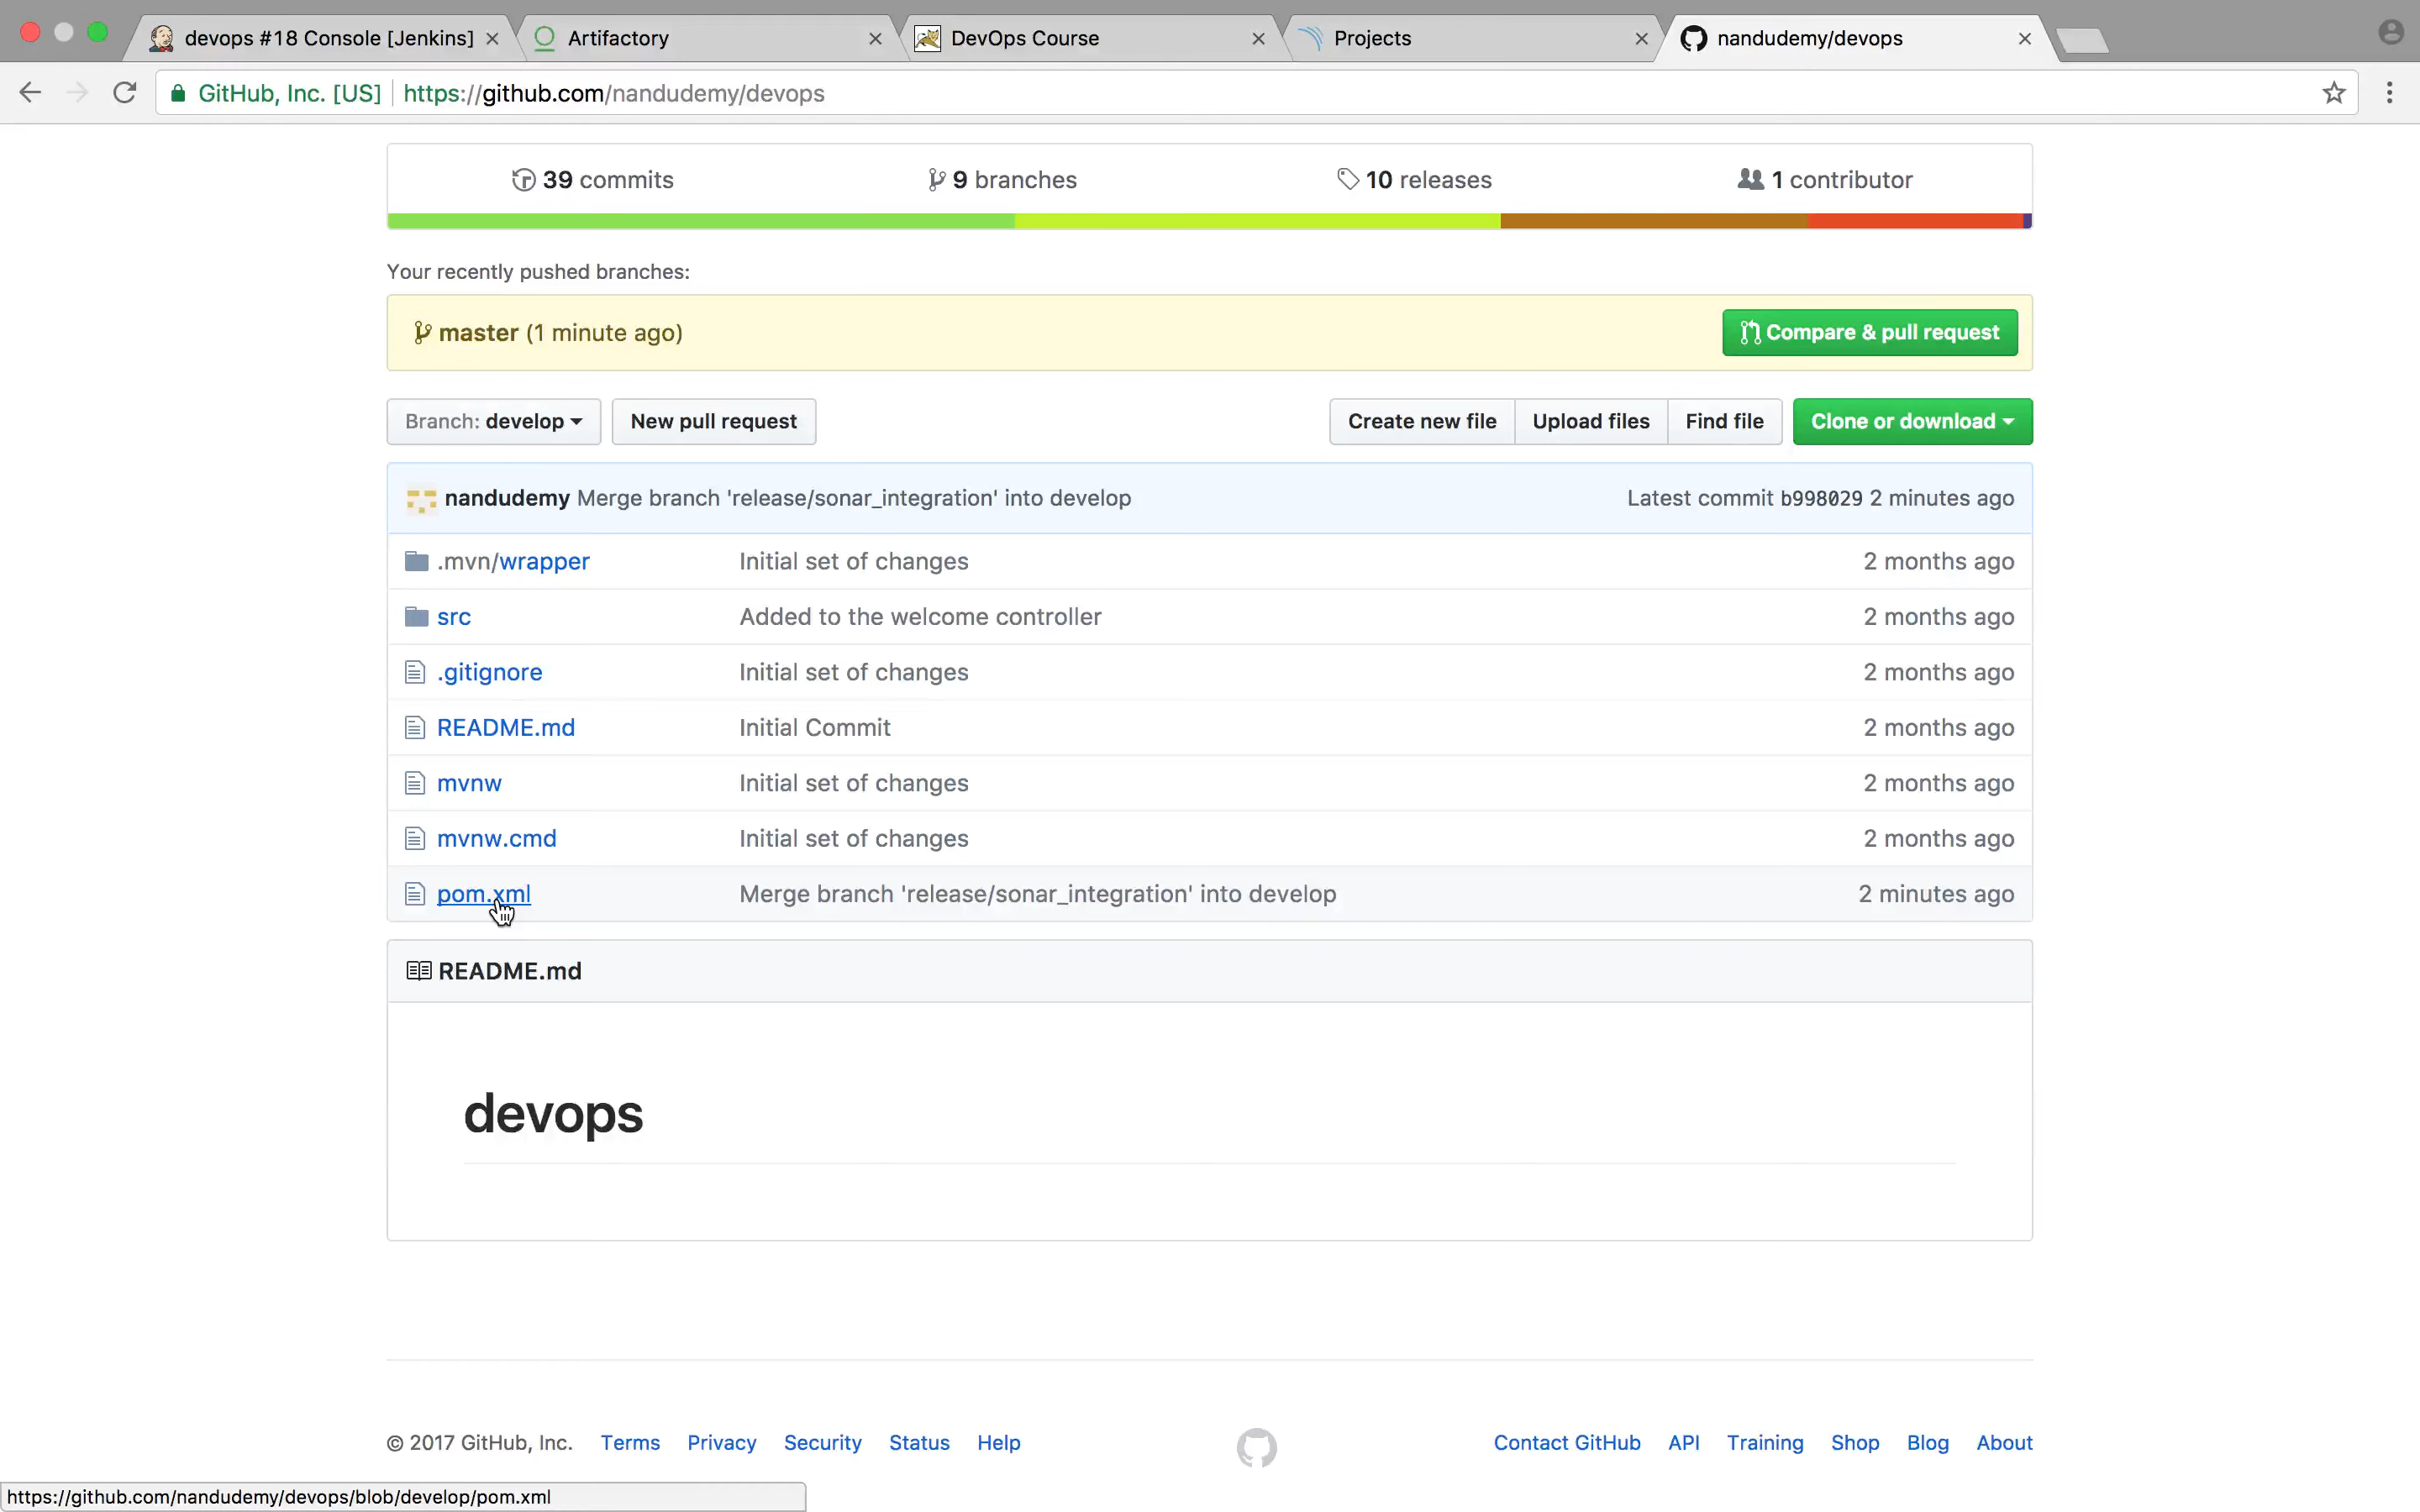 devops #18 Console [Jenkins]
Artifactory
DevOps Course
Projects
nandudemy/devops
GitHub, Inc. [US] https://github.com/nandudemy/devops
39 commits
9 branches
10 releases
1 contributor
Your recently pushed branches:
master (1 minute ago)
Compare & pull request
Branch: develop
New pull request
Create new file
Upload files
Find file
Clone or download
nandudemy Merge branch 'release/sonar_integration' into develop
Latest commit b998029 2 minutes ago
.mvn/wrapper Initial set of changes 2 months ago
src Added to the welcome controller 2 months ago
.gitignore Initial set of changes 2 months ago
README.md Initial Commit 2 months ago
mvnw Initial set of changes 2 months ago
mvnw.cmd Initial set of changes 2 months ago
pom.xml Merge branch 'release/sonar_integration' into develop 2 minutes ago
README.md
devops
© 2017 GitHub, Inc. Terms Privacy Security Status Help
Contact GitHub API Training Shop Blog About
https://github.com/nandudemy/devops/blob/develop/pom.xml